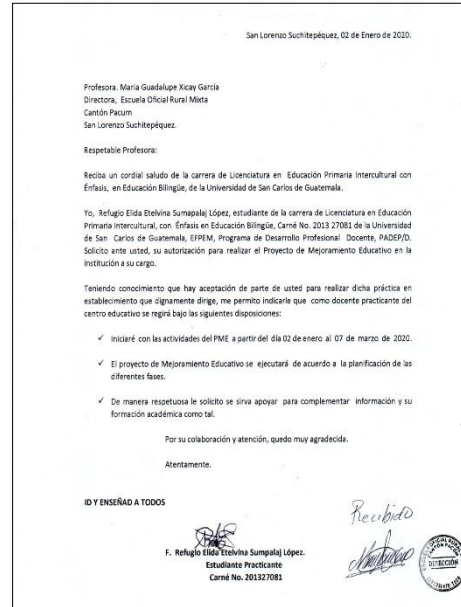 San Lorenzo Suchitepéquez, 02 de Enero de 2020.
Profesora. Maria Guadalupe Xicay Garcia
Directora, Escuela Oficial Rural Mixta
Cantón Pacum
San Lorenzo Suchitepéquez.
Respetable Profesora:
Reciba un cordial saludo de la carrera de Licenciatura en Educación Primaria Intercultural con
Énfasis, en Educación Bilingüe, de la Universidad de San Carlos de Guatemala.
Yo, Refugio Elida Etelvina Sumapalaj López, estudiante de la carrera de Licenciatura en Educación
Primaria Intercultural, con Énfasis en Educación Bilingüe, Carné No. 2013 27081 de la Universidad
de San Carlos de Guatemala, EFPEM, Programa de Desarrollo Profesional Docente, PADEP/D.
Solicito ante usted, su autorización para realizar el Proyecto de Mejoramiento Educativo en la
institución a su cargo.
Teniendo conocimiento que hay aceptación de parte de usted para realizar dicha práctica en
establecimiento que dignamente dirige, me permito indicarle que como docente practicante del
centro educativo se regirá bajo las siguientes disposiciones:
✓ Iniciaré con las actividades del PME a partir del día 02 de enero al 07 de marzo de 2020.
✓ El proyecto de Mejoramiento Educativo se ejecutará de acuerdo a la planificación de las
diferentes fases.
✓ De manera respetuosa le solicito se sirva apoyar para complementar información y su
formación académica como tal.
Por su colaboración y atención, quedo muy agradecida.
Atentamente.
ID Y ENSEÑAD A TODOS
Recibido
F. Refugio Elida Etelvina Sumpalaj López.
Estudiante Practicante
Carné No. 201327081
DIRECCIÓN